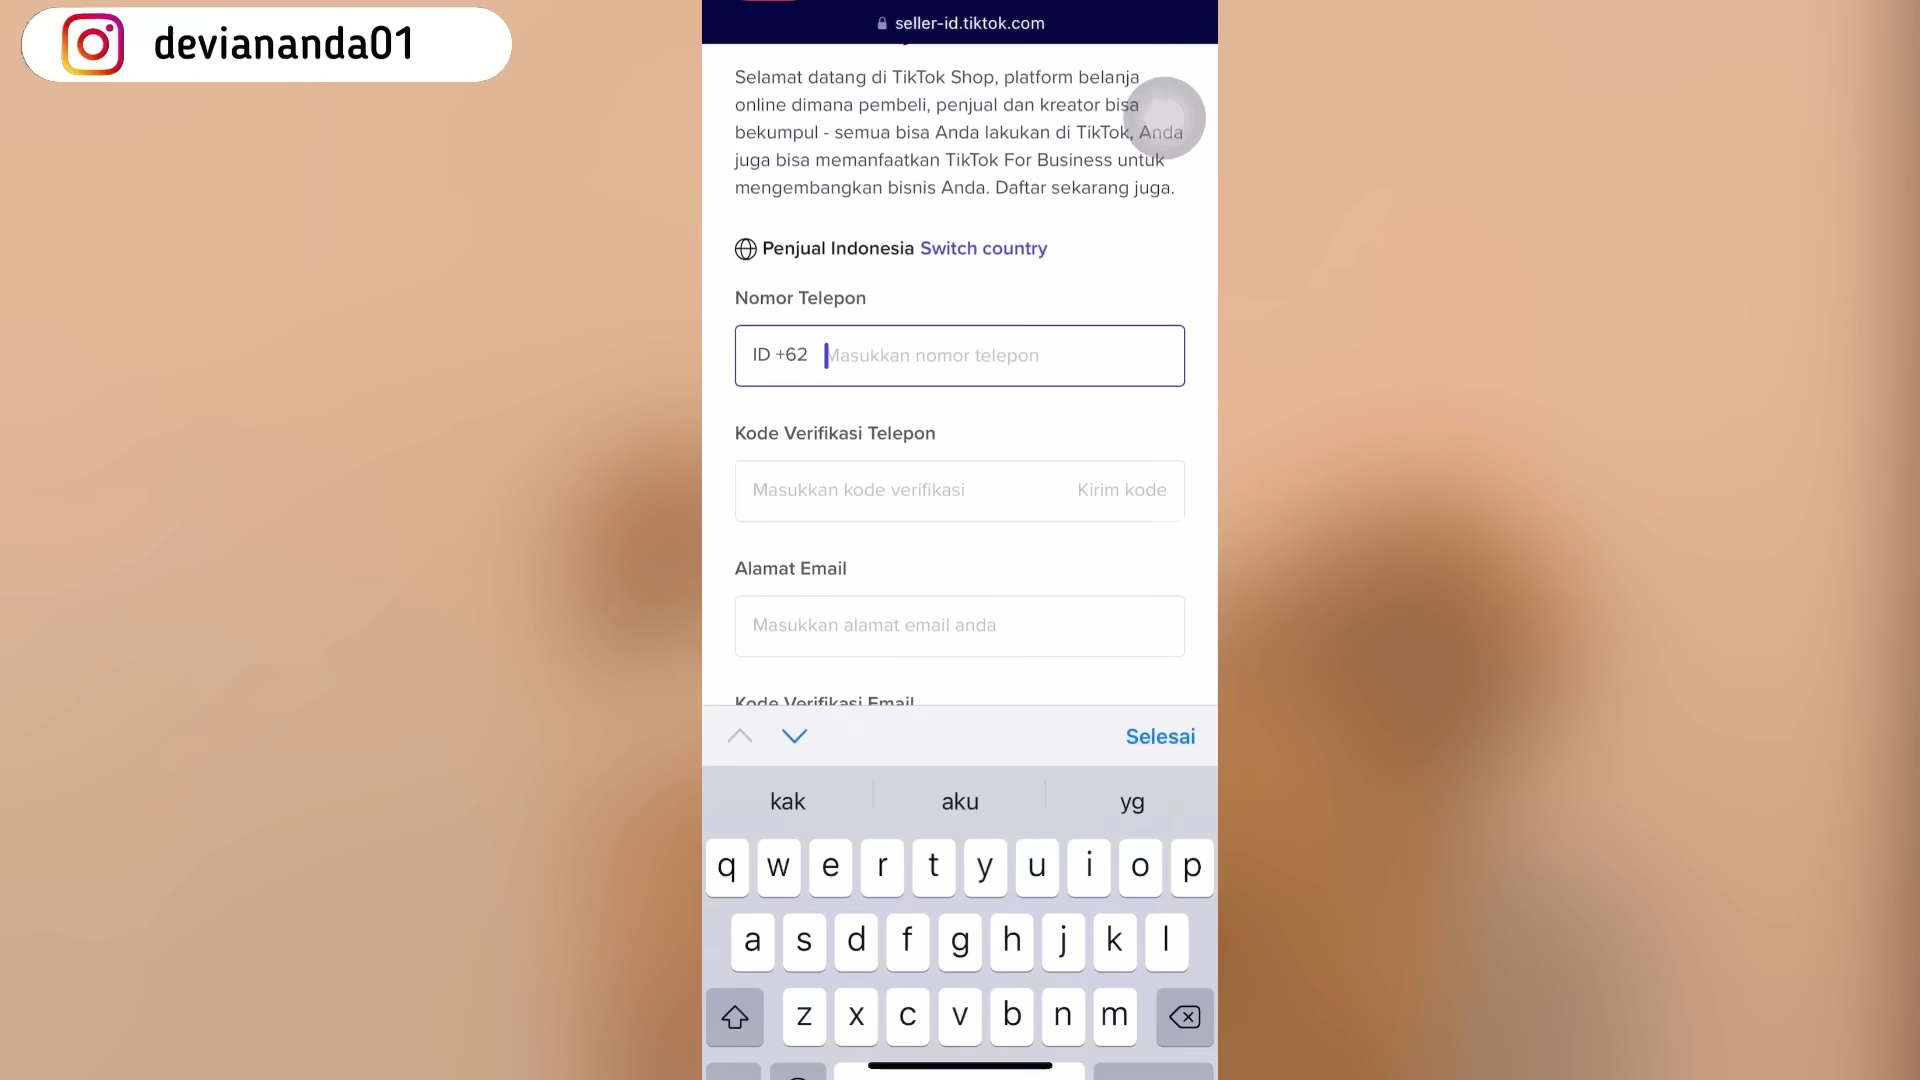 deviananda01
seller-id.tiktok.com
Selamat datang di TikTok Shop, platform belanja
online dimana pembeli, penjual dan kreator bisa
bekumpul - semua bisa Anda lakukan di TikTok, Anda
juga bisa memanfaatkan TikTok For Business untuk
mengembangkan bisnis Anda. Daftar sekarang juga.
Penjual Indonesia Switch country
Nomor Telepon
ID +62 Masukkan nomor telepon
Kode Verifikasi Telepon
Masukkan kode verifikasi Kirim kode
Alamat Email
Masukkan alamat email anda
Kode Verifikasi Email
Selesai
kak aku yg
q w e r t y u i o p
a s d f g h j k l
z x c v b n m